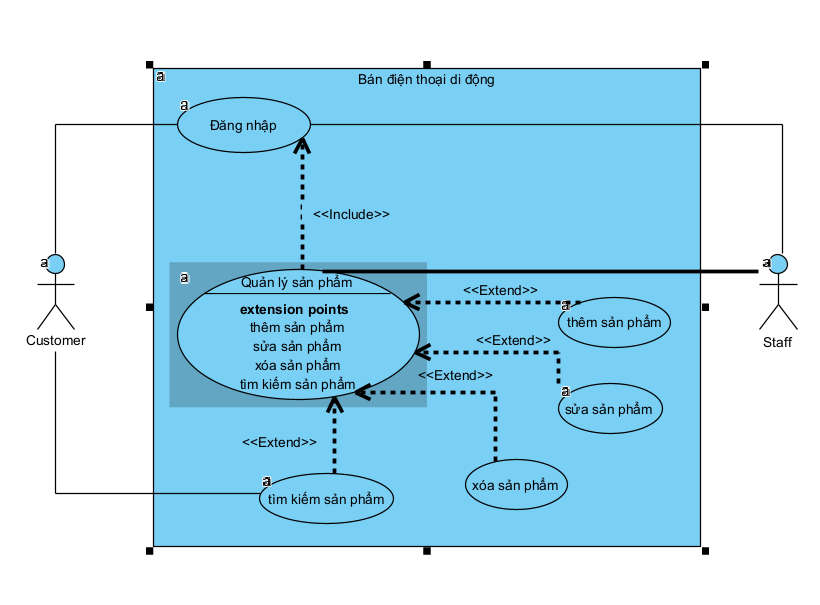 a
Bán điện thoại di động
a
Đăng nhập
<<Include>>
a
a
a
Quản lý sản phẩm
<<Extend>>
extension points
a
thêm sản phẩm
thêm sản phẩm
Customer
sửa sản phẩm
<<Extend>>
Staff
xóa sản phẩm
<<Extend>>
tìm kiếm sản phẩm
a
sửa sản phẩm
<<Extend>>
a
tìm kiếm sản phẩm
xóa sản phẩm